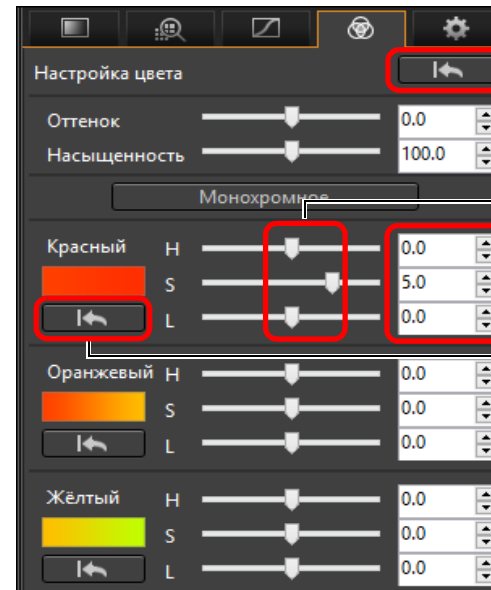 Настройка цвета
Оттенок 0.0
Насыщенность 100.0
Монохромное
Красный H 0.0
S 5.0
L 0.0
Оранжевый H 0.0
S 0.0
L 0.0
Жёлтый H 0.0
S 0.0
L 0.0